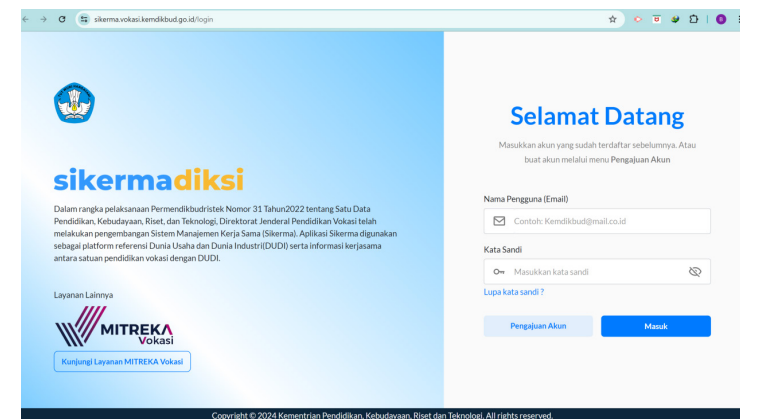 sikerma.vokasi.kemdikbud.go.id/login
sikermadiksi
Dalam rangka pelaksanaan Permendikbudristek Nomor 31 Tahun2022 tentang Satu Data
Pendidikan, Kebudayaan, Riset, dan Teknologi, Direktorat Jenderal Pendidikan Vokasi telah
melakukan pengembangan Sistem Manajemen Kerja Sama (Sikerma). Aplikasi Sikerma digunakan
sebagai platform referensi Dunia Usaha dan Dunia Industri(DUDI) serta informasi kerjasama
antara satuan pendidikan vokasi dengan DUDI.
Layanan Lainnya
MITREKA
Vokasi
Kunjungi Layanan MITREKA Vokasi
Selamat Datang
Masukkan akun yang sudah terdaftar sebelumnya. Atau
buat akun melalui menu Pengajuan Akun
Nama Pengguna (Email)
Contoh: Kemdikbud@mail.co.id
Kata Sandi
Masukkan kata sandi
Lupa kata sandi ?
Pengajuan Akun
Masuk
Copyright © 2024 Kementrian Pendidikan, Kebudayaan, Riset dan Teknologi. All rights reserved.